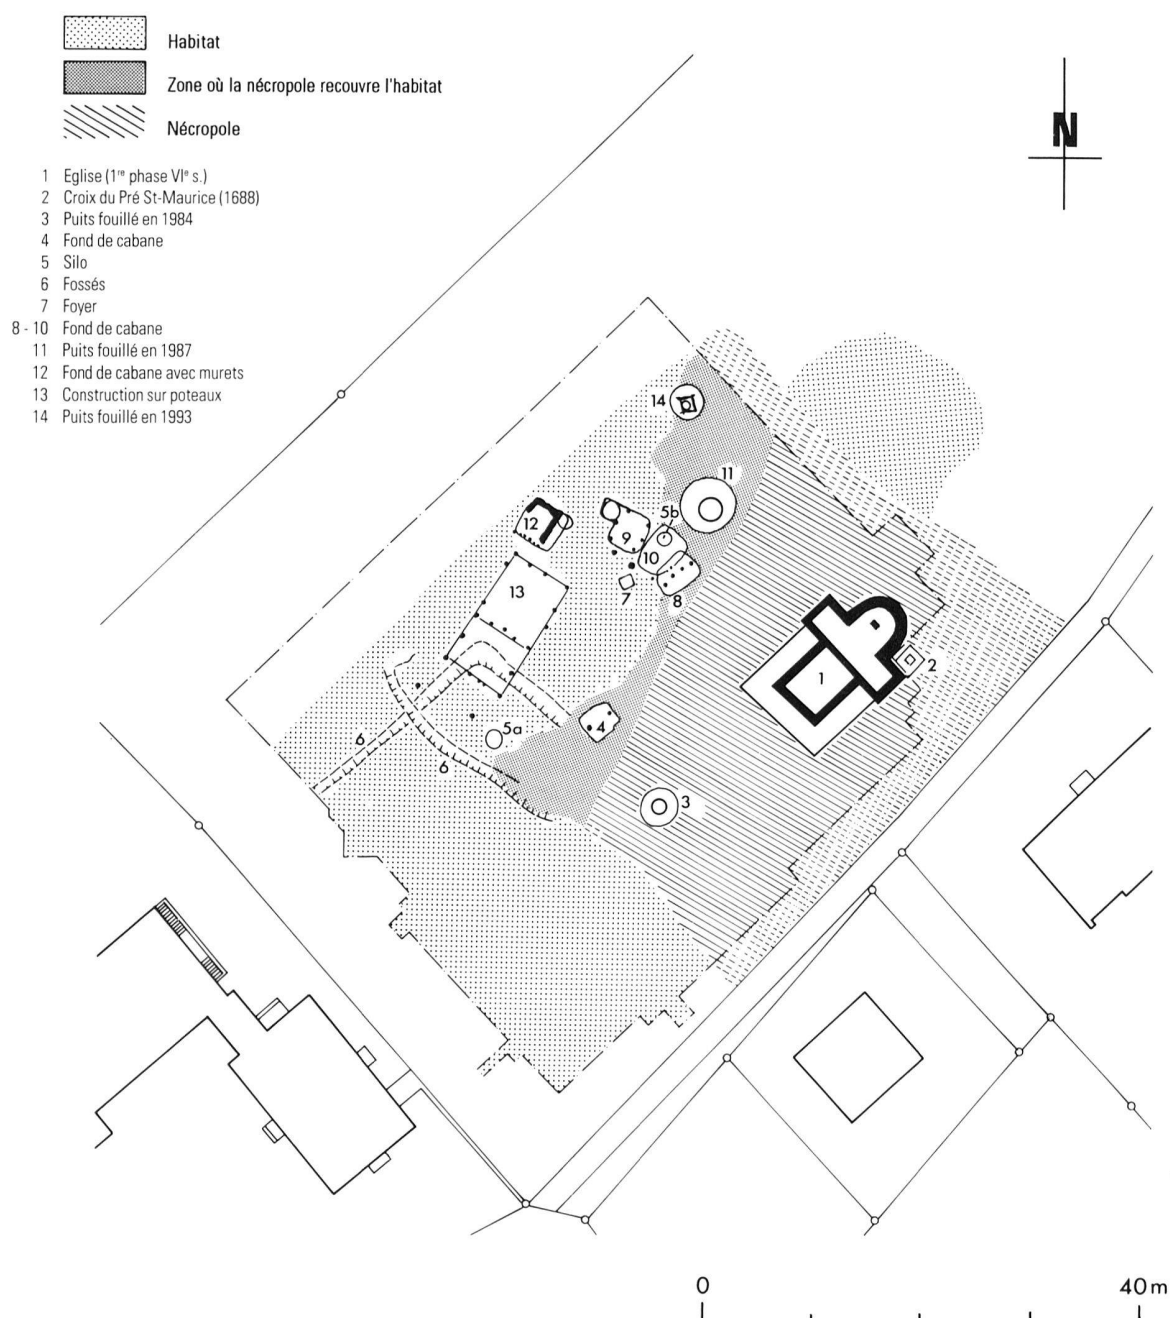 Habitat
Zone où la nécropole recouvre l'habitat
Nécropole
1 Eglise (1re phase VIe s.)
2 Croix du Pré St-Maurice (1688)
3 Puits fouillé en 1984
4 Fond de cabane
5 Silo
6 Fossés
7 Foyer
8 - 10 Fond de cabane
11 Puits fouillé en 1987
12 Fond de cabane avec murets
13 Construction sur poteaux
14 Puits fouillé en 1993
N
14
11
5b
12
9
10
7
8
13
1
2
4
5a
6
6
3
0 40 m